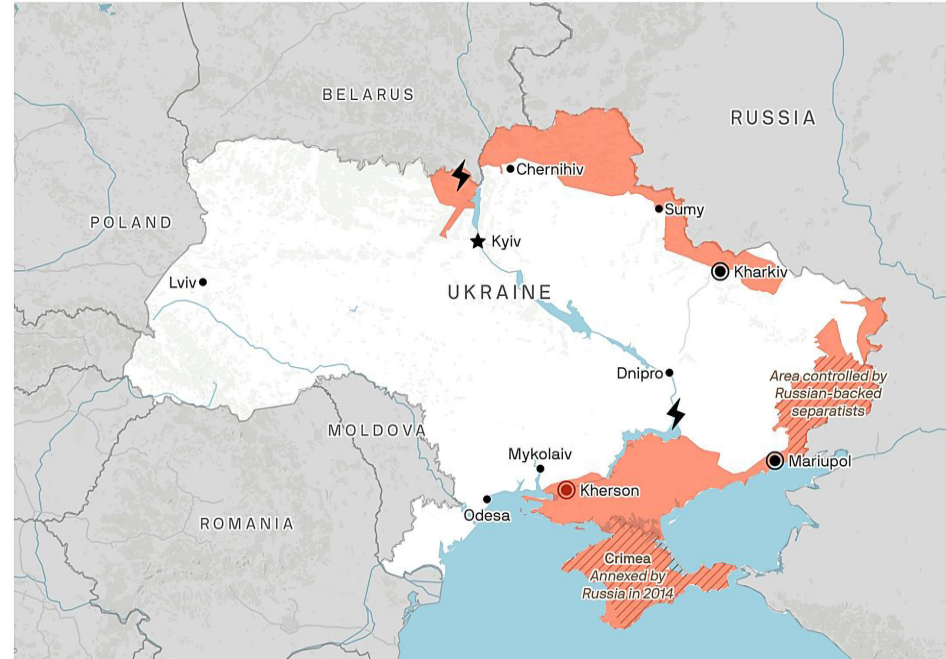 BELARUS
RUSSIA
Chernihiv
POLAND
Sumy
Kyiv
Kharkiv
Lviv
UKRAINE
Dnipro
Area controlled by
Russian-backed
separatists
MOLDOVA
Mykolaiv
Mariupol
Kherson
Odesa
ROMANIA
Crimea
Annexed by
Russia in 2014